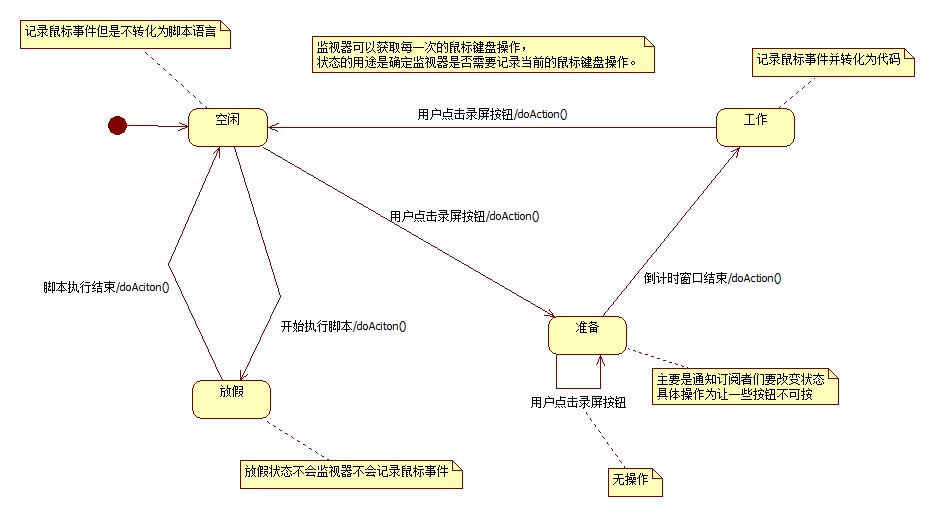 记录鼠标事件但是不转化为脚本语言
监视器可以获取每一次的鼠标键盘操作，
状态的用途是确定监视器是否需要记录当前的鼠标键盘操作。
记录鼠标事件并转化为代码
空闲
用户点击录屏按钮/doAction()
工作
用户点击录屏按钮/doAction()
脚本执行结束/doAciton()
倒计时窗口结束/doAction()
开始执行脚本/doAciton()
准备
放假
主要是通知订阅者们要改变状态
具体操作为让一些按钮不可按
用户点击录屏按钮
放假状态不会监视器不会记录鼠标事件
无操作